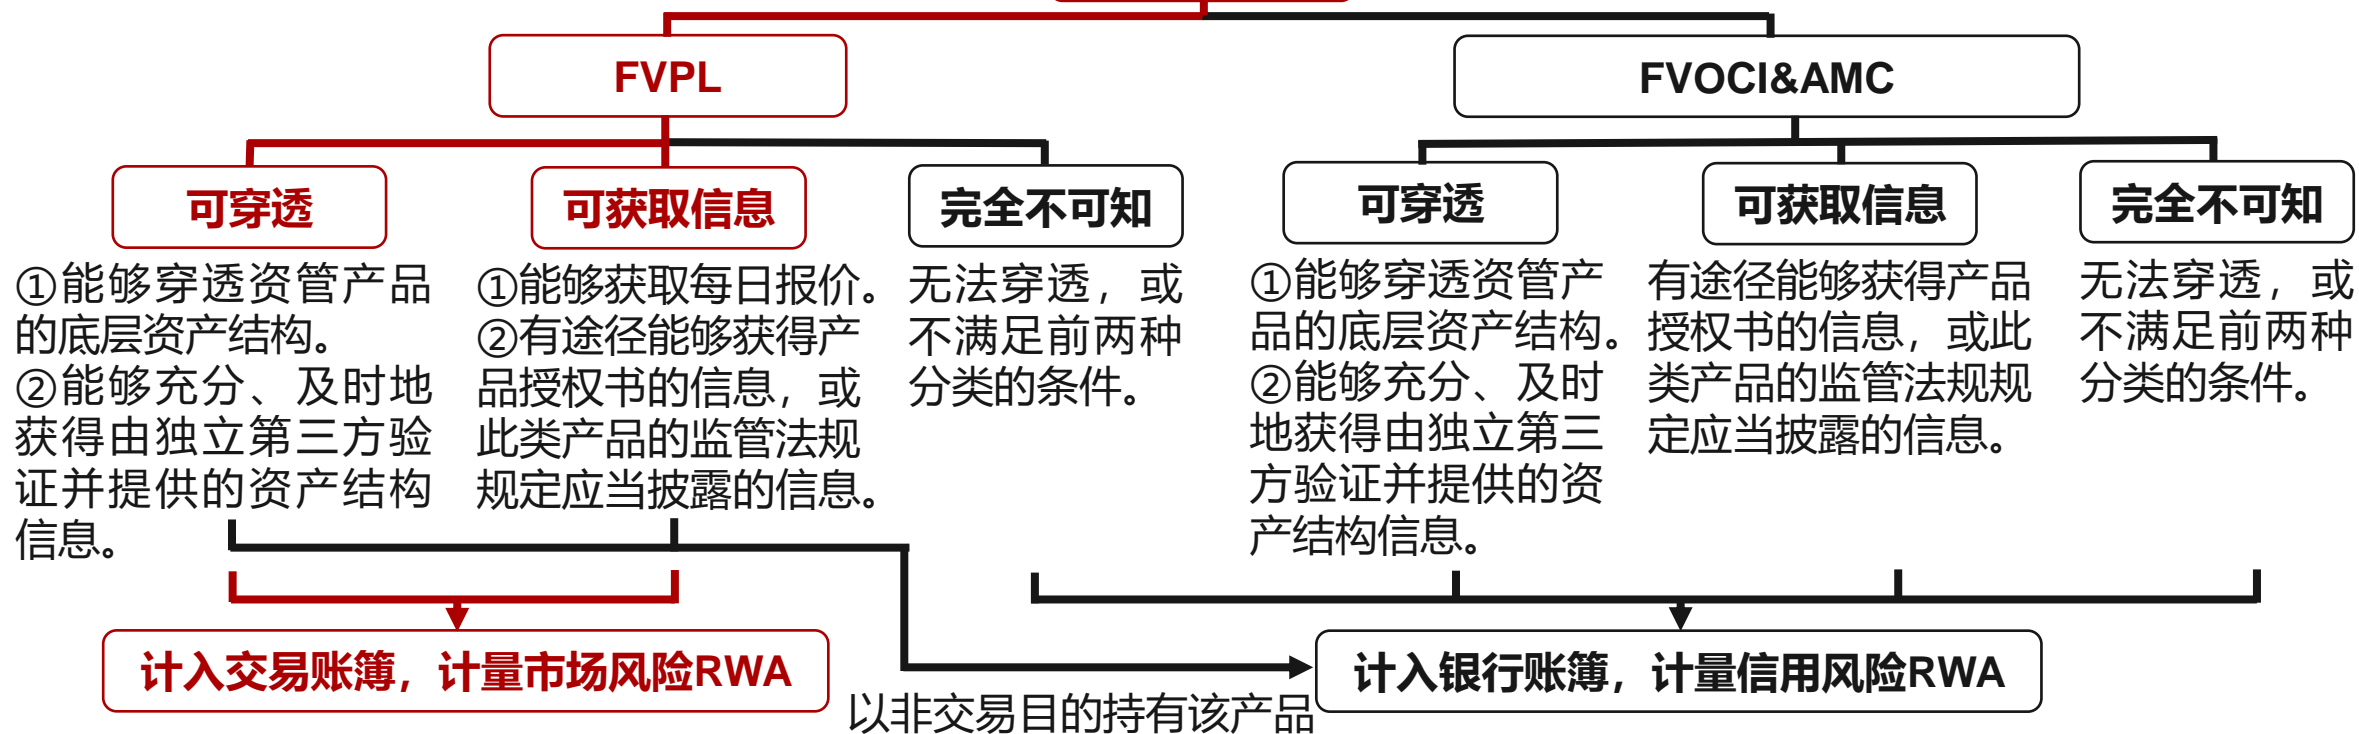 FVPL
FVOCI&AMC
可穿透
可获取信息
完全不可知
可穿透
可获取信息
完全不可知
①能够穿透资管产品
的底层资产结构。
②能够充分、及时地
获得由独立第三方验
证并提供的资产结构
信息。
①能够获取每日报价。
②有途径能够获得产
品授权书的信息，或
此类产品的监管法规
规定应当披露的信息。
无法穿透，或
不满足前两种
分类的条件。
①能够穿透资管产
品的底层资产结构。
②能够充分、及时
地获得由独立第三
方验证并提供的资
产结构信息。
有途径能够获得产品
授权书的信息，或此
类产品的监管法规规
定应当披露的信息。
无法穿透，或
不满足前两种
分类的条件。
计入交易账簿，计量市场风险RWA
以非交易目的持有该产品
计入银行账簿，计量信用风险RWA